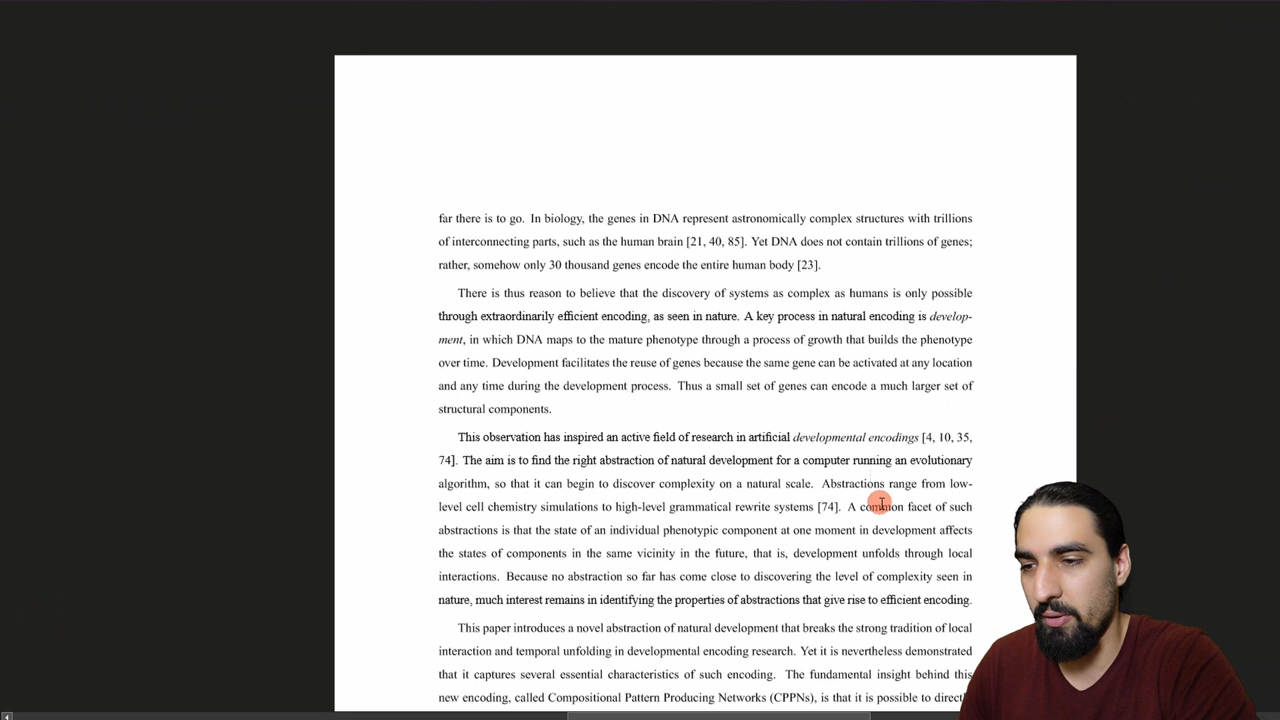 far there is to go. In biology, the genes in DNA represent astronomically complex structures with trillions
of interconnecting parts, such as the human brain [21, 40, 85]. Yet DNA does not contain trillions of genes;
rather, somehow only 30 thousand genes encode the entire human body [23].
There is thus reason to believe that the discovery of systems as complex as humans is only possible
through extraordinarily efficient encoding, as seen in nature. A key process in natural encoding is develop-
ment, in which DNA maps to the mature phenotype through a process of growth that builds the phenotype
over time. Development facilitates the reuse of genes because the same gene can be activated at any location
and any time during the development process. Thus a small set of genes can encode a much larger set of
structural components.
This observation has inspired an active field of research in artificial developmental encodings [4, 10, 35,
74]. The aim is to find the right abstraction of natural development for a computer running an evolutionary
algorithm, so that it can begin to discover complexity on a natural scale. Abstractions range from low-
level cell chemistry simulations to high-level grammatical rewrite systems [74]. A common facet of such
abstractions is that the state of an individual phenotypic component at one moment in development affects
the states of components in the same vicinity in the future, that is, development unfolds through local
interactions. Because no abstraction so far has come close to discovering the level of complexity seen in
nature, much interest remains in identifying the properties of abstractions that give rise to efficient encoding.
This paper introduces a novel abstraction of natural development that breaks the strong tradition of local
interaction and temporal unfolding in developmental encoding research. Yet it is nevertheless demonstrated
that it captures several essential characteristics of such encoding. The fundamental insight behind this
new encoding, called Compositional Pattern Producing Networks (CPPNs), is that it is possible to